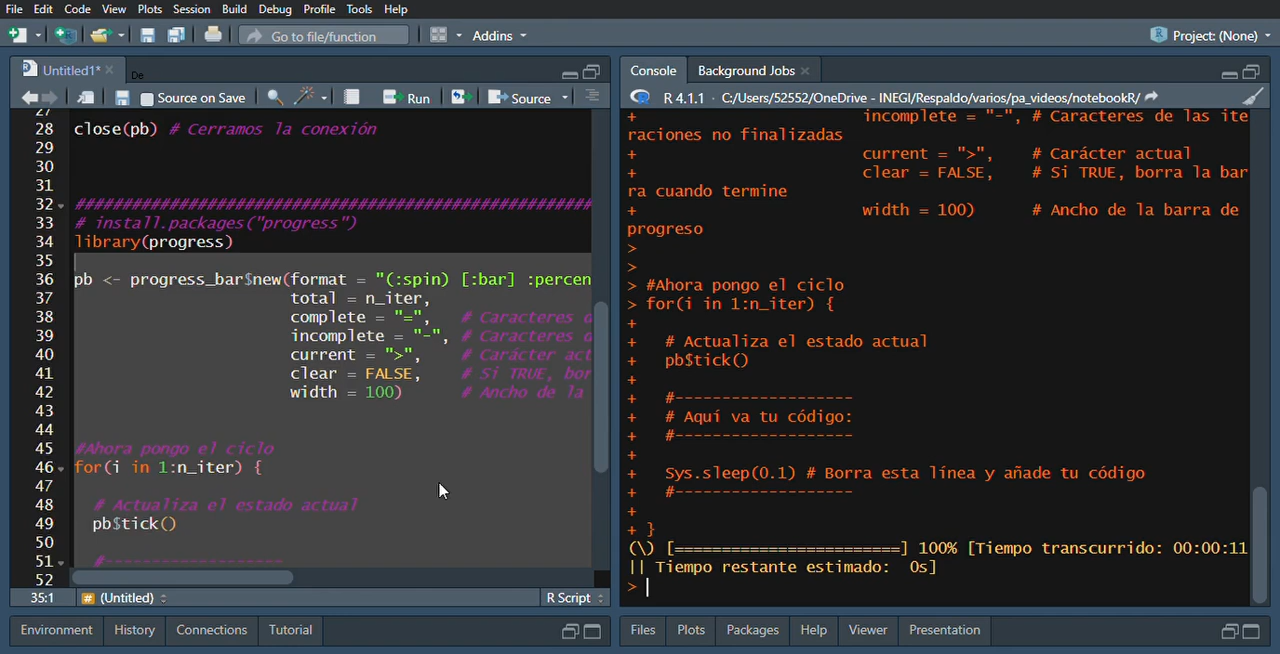 File Edit Code View Plots Session Build Debug Profile Tools Help
Go to file/function Addins Project: (None)
Untitled1* De
Source on Save Run Source
27
28 close(pb) # Cerramos la conexión
29
30
31
32 ##########################################################
33 # install.packages("progress")
34 library(progress)
35
36 pb <- progress_bar$new(format = "(:spin) [:bar] :percen
37 total = n_iter,
38 complete = "=", # Caracteres d
39 incomplete = "-", # Caracteres d
40 current = ">", # Carácter act
41 clear = FALSE, # Si TRUE, bor
42 width = 100) # Ancho de la
43
44
45 #Ahora pongo el ciclo
46 for(i in 1:n_iter) {
47
48 # Actualiza el estado actual
49 pb$tick()
50
51 #--------------------
52
35:1 (Untitled) R Script
Environment History Connections Tutorial
Console Background Jobs
R 4.1.1 · C:/Users/52552/OneDrive - INEGI/Respaldo/varios/pa_videos/notebookR/
+ incomplete = "-", # Caracteres de las ite
raciones no finalizadas
+ current = ">", # Carácter actual
+ clear = FALSE, # Si TRUE, borra la bar
ra cuando termine
+ width = 100) # Ancho de la barra de
progreso
>
>
> #Ahora pongo el ciclo
> for(i in 1:n_iter) {
+
+ # Actualiza el estado actual
+ pb$tick()
+
+ #--------------------
+ # Aquí va tu código:
+ #--------------------
+
+ Sys.sleep(0.1) # Borra esta línea y añade tu código
+ #--------------------
+
+ }
(\) [========================] 100% [Tiempo transcurrido: 00:00:11
|| Tiempo restante estimado: 0s]
>
Files Plots Packages Help Viewer Presentation